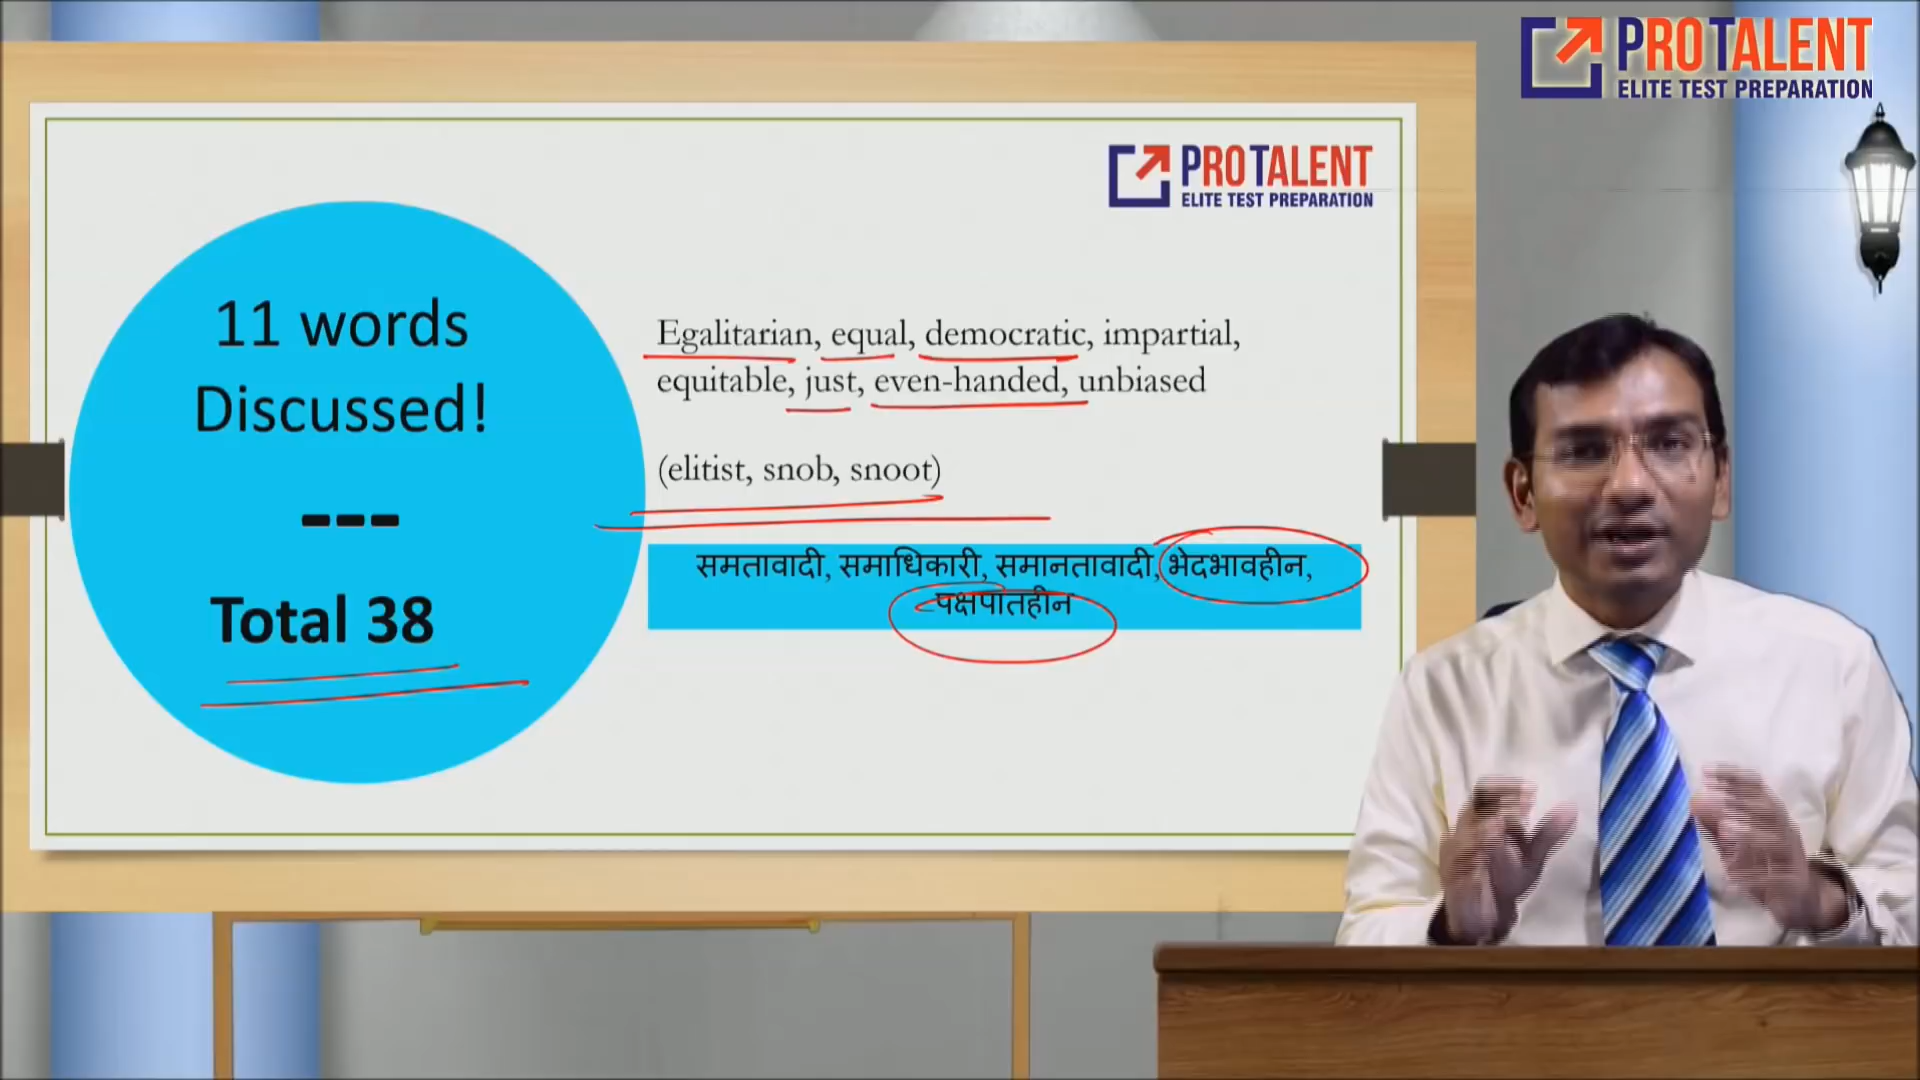 PROTALENT
ELITE TEST PREPARATION
PROTALENT
ELITE TEST PREPARATION
11 words
Discussed!
---
Total 38
Egalitarian, equal, democratic, impartial,
equitable, just, even-handed, unbiased
(elitist, snob, snoot)
समतावादी, समाधिकारी, समानतावादी, भेदभावहीन,
पक्षपातहीन